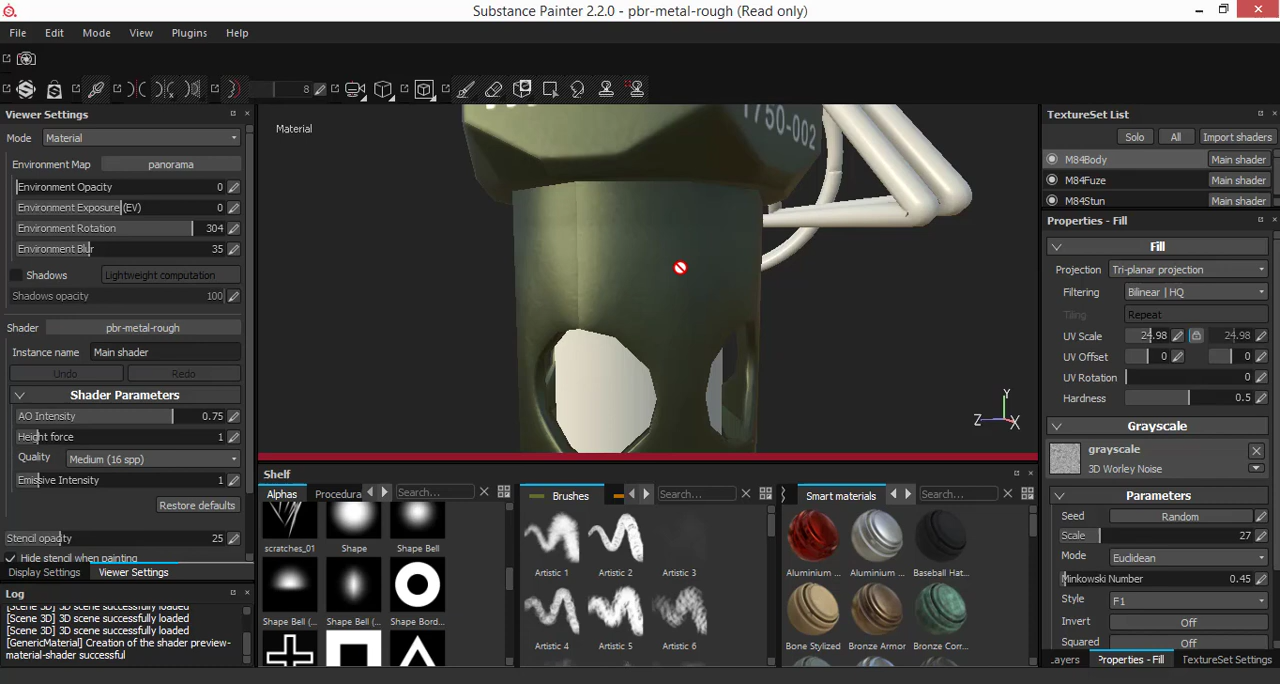 Substance Painter 2.2.0 - pbr-metal-rough (Read only)
File Edit Mode View Plugins Help
8
Viewer Settings
Mode Material
Environment Map panorama
Environment Opacity 0
Environment Exposure (EV) 0
Environment Rotation 304
Environment Blur 35
Shadows Lightweight computation
Shadows opacity 100
Shader pbr-metal-rough
Instance name Main shader
Undo Redo
Shader Parameters
AO Intensity 0.75
Height force 1
Quality Medium (16 spp)
Emissive Intensity 1
Restore defaults
Stencil opacity 25
Hide stencil when painting
Display Settings Viewer Settings
Log
[Scene 3D] 3D scene successfully loaded
[Scene 3D] 3D scene successfully loaded
[Scene 3D] 3D scene successfully loaded
[GenericMaterial] Creation of the shader preview-
material-shader successful
Material
1750-002
Y
Z X
Shelf
Alphas Procedura Search...
scratches_01 Shape Shape Bell
Shape Bell (... Shape Bell (... Shape Bord...
Brushes Search...
Artistic 1 Artistic 2 Artistic 3
Artistic 4 Artistic 5 Artistic 6
Smart materials Search...
Aluminium ... Aluminium ... Baseball Hat...
Bone Stylized Bronze Armor Bronze Corr...
TextureSet List
Solo All Import shaders
M84Body Main shader
M84Fuze Main shader
M84Stun Main shader
Properties - Fill
Fill
Projection Tri-planar projection
Filtering Bilinear | HQ
Tiling Repeat
UV Scale 24.98 24.98
UV Offset 0 0
UV Rotation 0
Hardness 0.5
Grayscale
grayscale
3D Worley Noise
Parameters
Seed Random
Scale 27
Mode Euclidean
Minkowski Number 0.45
Style F1
Invert Off
Squared Off
Layers Properties - Fill TextureSet Settings